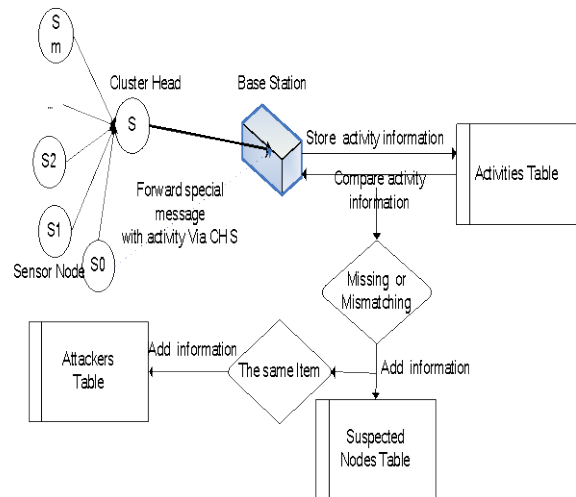 S
m
Cluster Head
Base Station
...
S
S2
Store activity information
Activities Table
Compare activity
information
Forward special
message
with activity Via CH S
S1
S0
Sensor Node
Missing or
Mismatching
Attackers
Table
Add information
The same Item
Add information
Suspected
Nodes Table